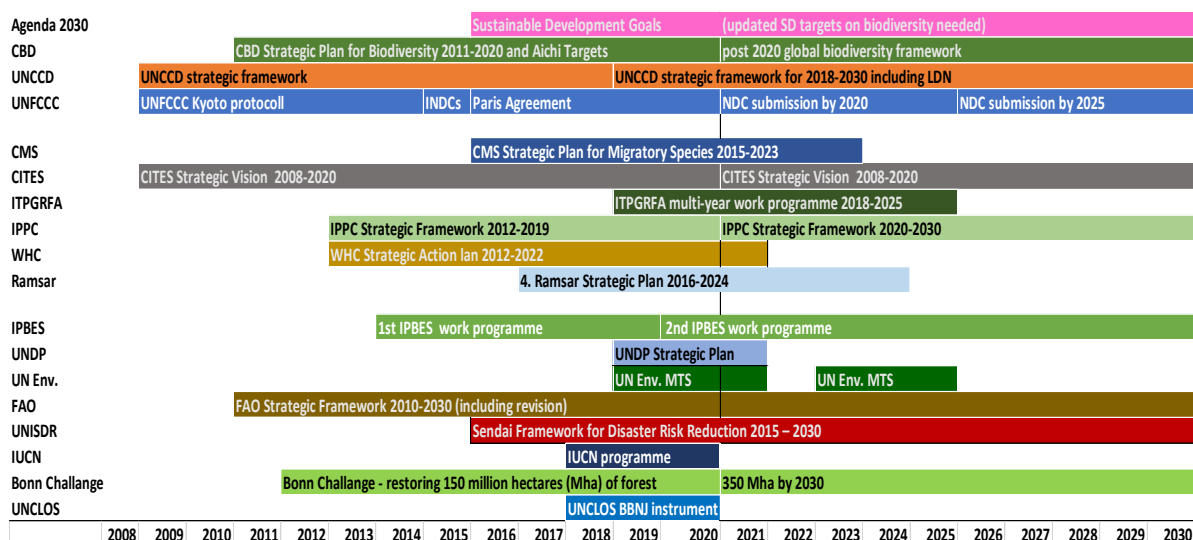 Agenda 2030 Sustainable Development Goals (updated SD targets on biodiversity needed)
CBD CBD Strategic Plan for Biodiversity 2011-2020 and Aichi Targets post 2020 global biodiversity framework
UNCCD UNCCD strategic framework UNCCD strategic framework for 2018-2030 including LDN
UNFCCC UNFCCC Kyoto protocoll INDCs Paris Agreement NDC submission by 2020 NDC submission by 2025
CMS CMS Strategic Plan for Migratory Species 2015-2023
CITES CITES Strategic Vision 2008-2020 CITES Strategic Vision 2008-2020
ITPGRFA ITPGRFA multi-year work programme 2018-2025
IPPC IPPC Strategic Framework 2012-2019 IPPC Strategic Framework 2020-2030
WHC WHC Strategic Action lan 2012-2022
Ramsar 4. Ramsar Strategic Plan 2016-2024
IPBES 1st IPBES work programme 2nd IPBES work programme
UNDP UNDP Strategic Plan
UN Env. UN Env. MTS UN Env. MTS
FAO FAO Strategic Framework 2010-2030 (including revision)
UNISDR Sendai Framework for Disaster Risk Reduction 2015 – 2030
IUCN IUCN programme
Bonn Challange Bonn Challange - restoring 150 million hectares (Mha) of forest 350 Mha by 2030
UNCLOS UNCLOS BBNJ instrument
2008 2009 2010 2011 2012 2013 2014 2015 2016 2017 2018 2019 2020 2021 2022 2023 2024 2025 2026 2027 2028 2029 2030